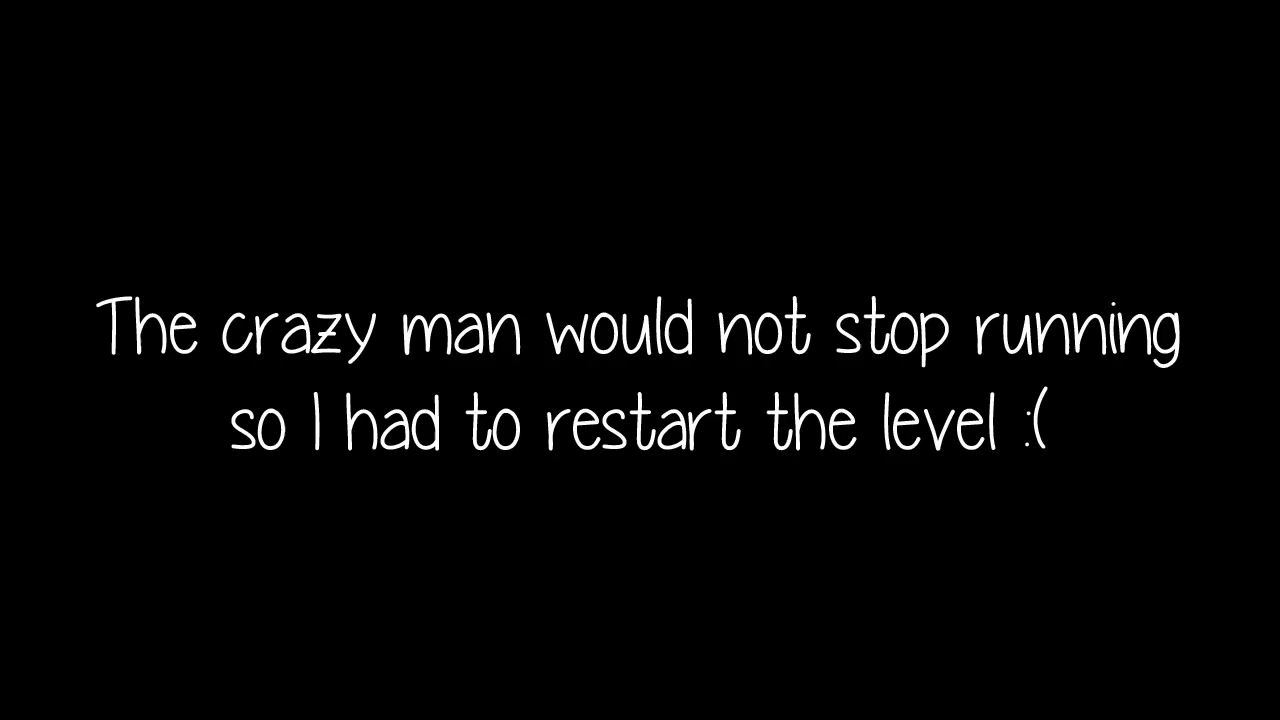 The crazy man would not stop running
so I had to restart the level :(